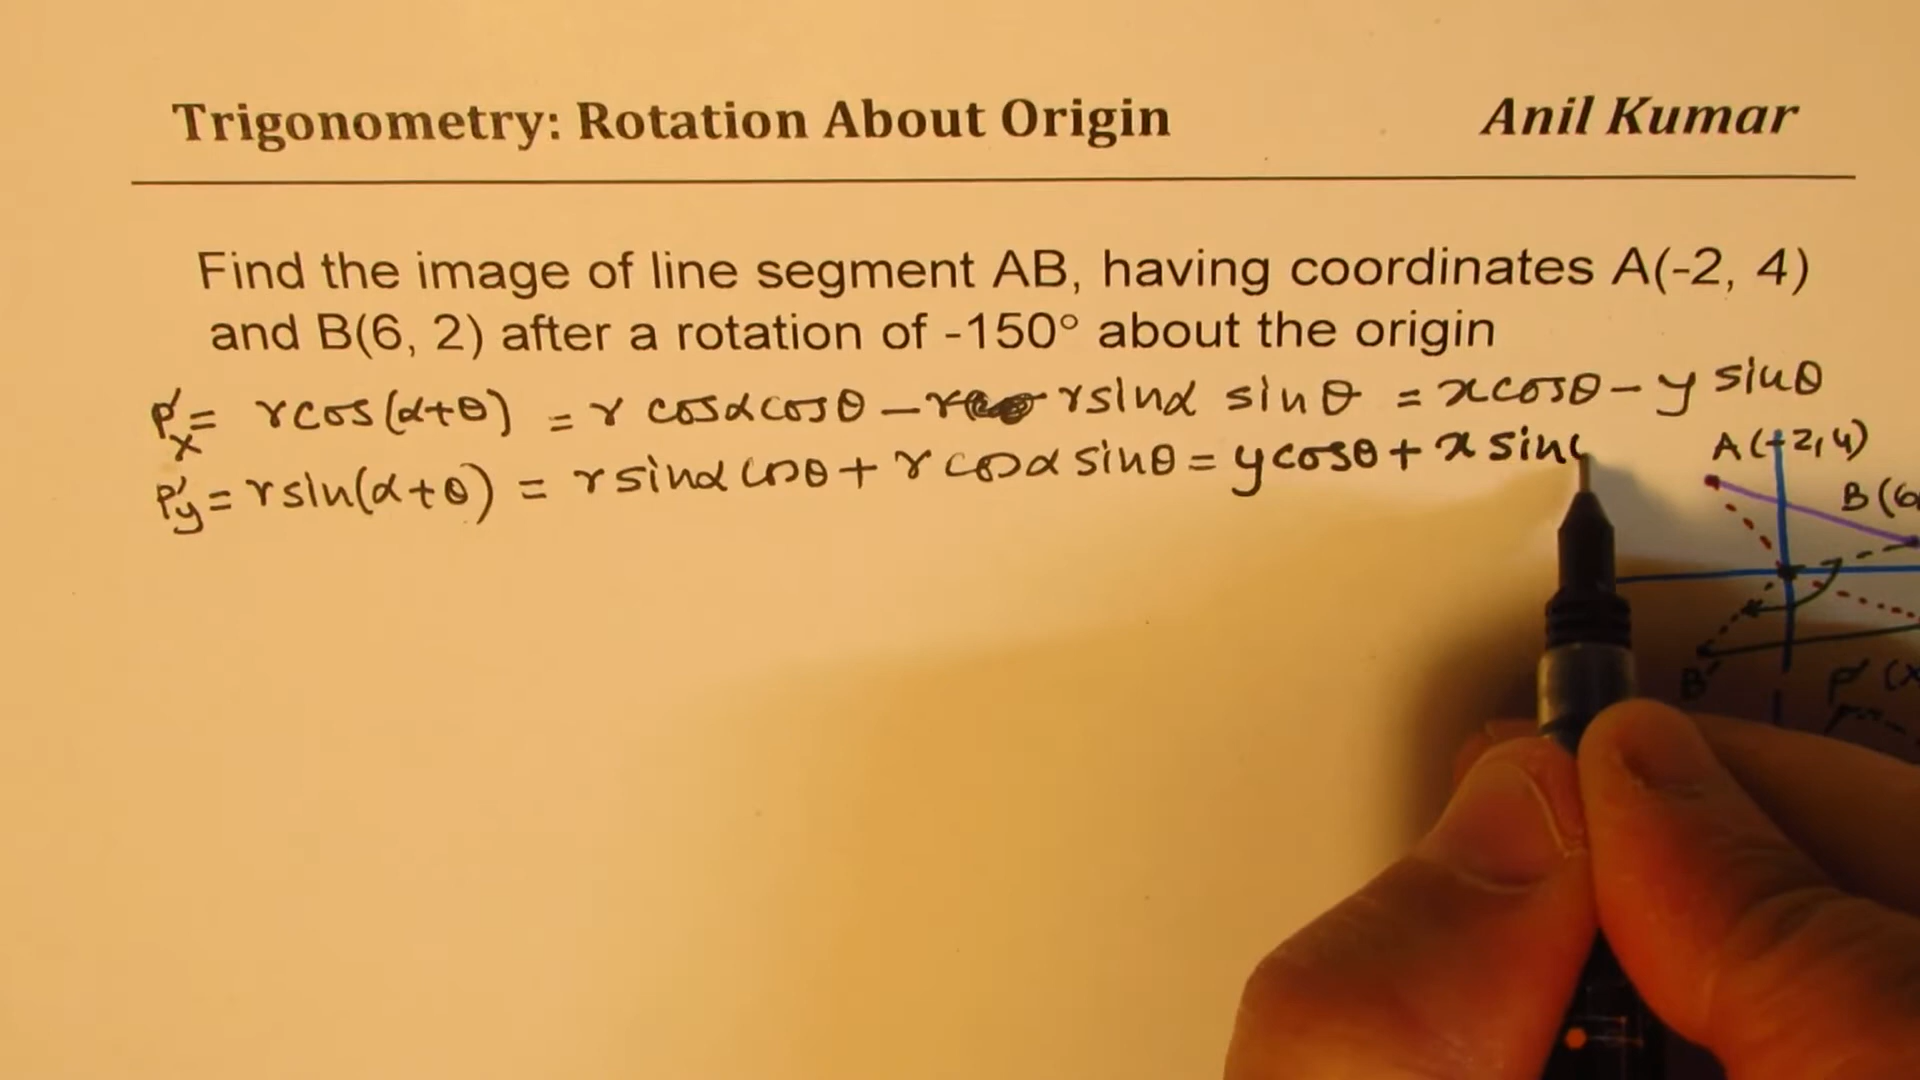 Trigonometry: Rotation About Origin
Anil Kumar
Find the image of line segment AB, having coordinates A(-2, 4)
and B(6, 2) after a rotation of -150° about the origin
P'x = r cos(α+θ) = r cosα cosθ - r sinα sinθ = x cosθ - y sinθ
P'y = r sin(α+θ) = r sinα cosθ + r cosα sinθ = y cosθ + x sin
A(-2,4)
B(6,
B'
P' (x